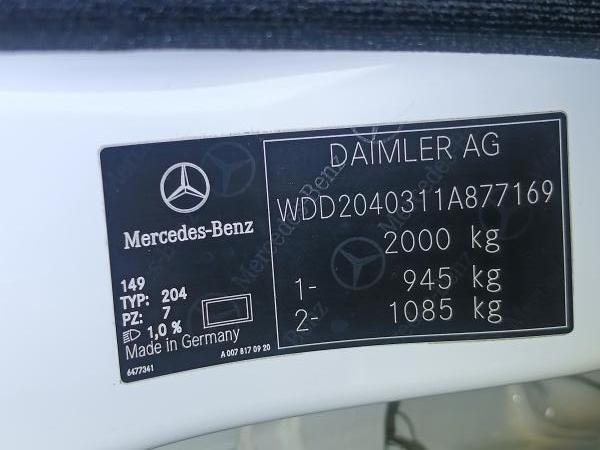 Mercedes-Benz
149
TYP: 204
PZ: 7
1,0 %
Made in Germany
A 007 817 09 20
6477341
DAIMLER AG
WDD2040311A877169
2000 kg
1- 945 kg
2- 1085 kg